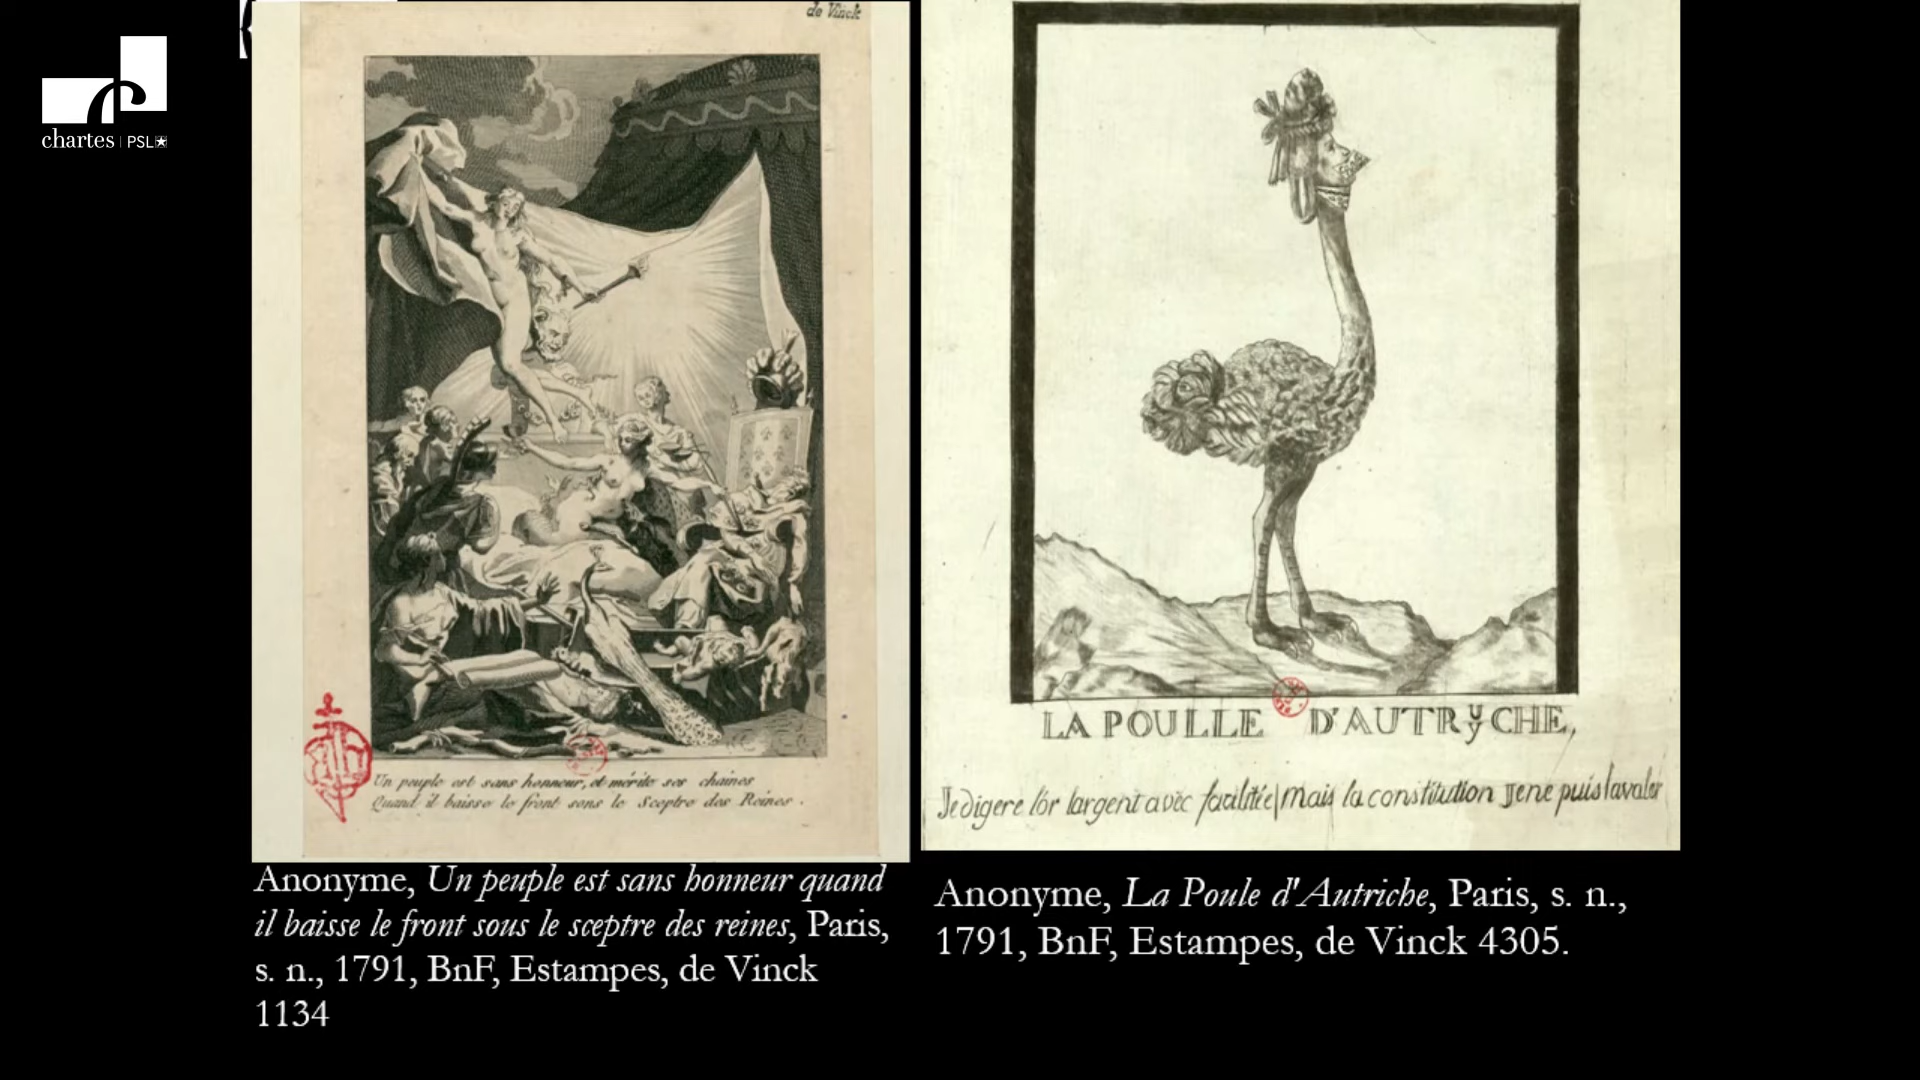 chartes | PSL
de Vinck
Un peuple est sans honneur, et mérite ses chaines
Quand il baisse le front sous le Sceptre des Reines.
Anonyme, Un peuple est sans honneur quand
il baisse le front sous le sceptre des reines, Paris,
s. n., 1791, BnF, Estampes, de Vinck
1134
LA POULLE D'AUTRUYCHE,
Je digere l'or largent avec facilitée | mais la constitution je ne puis lavaler
Anonyme, La Poule d'Autriche, Paris, s. n.,
1791, BnF, Estampes, de Vinck 4305.